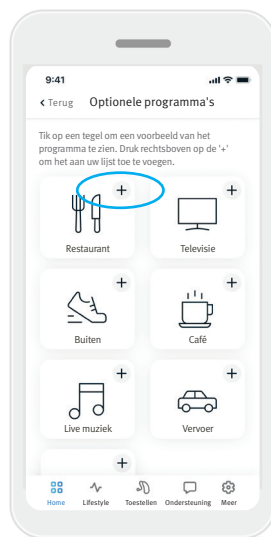 9:41
Terug Optionele programma's
Tik op een tegel om een voorbeeld van het
programma te zien. Druk rechtsboven op de '+'
om het aan uw lijst toe te voegen.
+ +
Restaurant Televisie
+ +
Buiten Café
+ +
Live muziek Vervoer
+
Home Lifestyle Toestellen Ondersteuning Meer